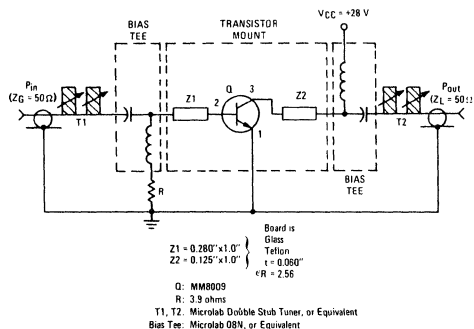 VCC = +28 V
BIAS
TEE
TRANSISTOR
MOUNT
Pin
(ZG = 50Ω)
T1
Z1
Q
2
3
1
Z2
Pout
(ZL = 50Ω)
T2
R
BIAS
TEE
Z1 = 0.280"x1.0"
Z2 = 0.125"x1.0"
Board is
Glass
Teflon
t = 0.060"
εR = 2.56
Q: MM8009
R: 3.9 ohms
T1, T2. Microlab Double Stub Tuner, or Equivalent
Bias Tee: Microlab 08N, or Equivalent